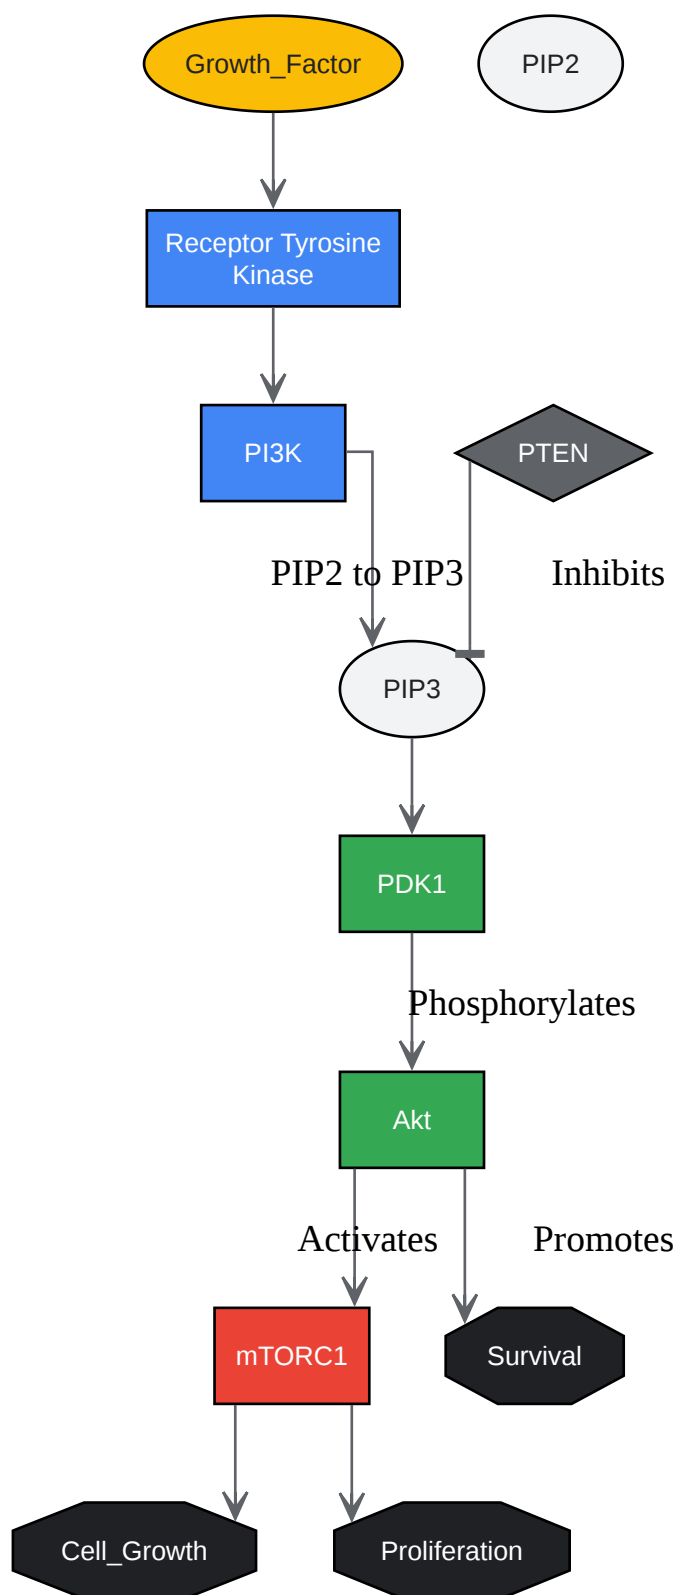 Growth_Factor
PIP2
Receptor Tyrosine
Kinase
PI3K
PTEN
PIP2 to PIP3
Inhibits
PIP3
PDK1
Phosphorylates
Akt
Activates
Promotes
mTORC1
Survival
Cell_Growth
Proliferation